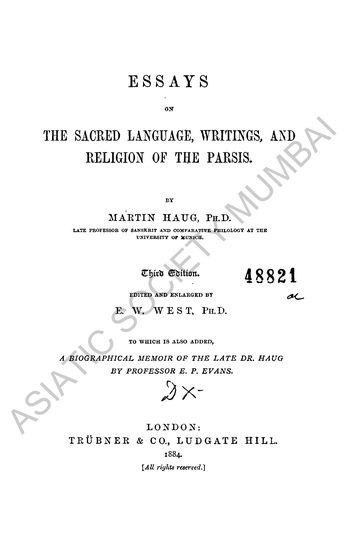 ESSAYS
ON
THE SACRED LANGUAGE, WRITINGS, AND
RELIGION OF THE PARSIS.
BY
MARTIN HAUG, PH.D.
LATE PROFESSOR OF SANSKRIT AND COMPARATIVE PHILOLOGY AT THE
UNIVERSITY OF MUNICH.
Third Edition.
48821
EDITED AND ENLARGED BY
E. W. WEST, PH.D.
TO WHICH IS ALSO ADDED,
A BIOGRAPHICAL MEMOIR OF THE LATE DR. HAUG
BY PROFESSOR E. P. EVANS.
LONDON:
TRÜBNER & CO., LUDGATE HILL.
1884.
[All rights reserved.]
ASIATIC SOCIETY MUMBAI